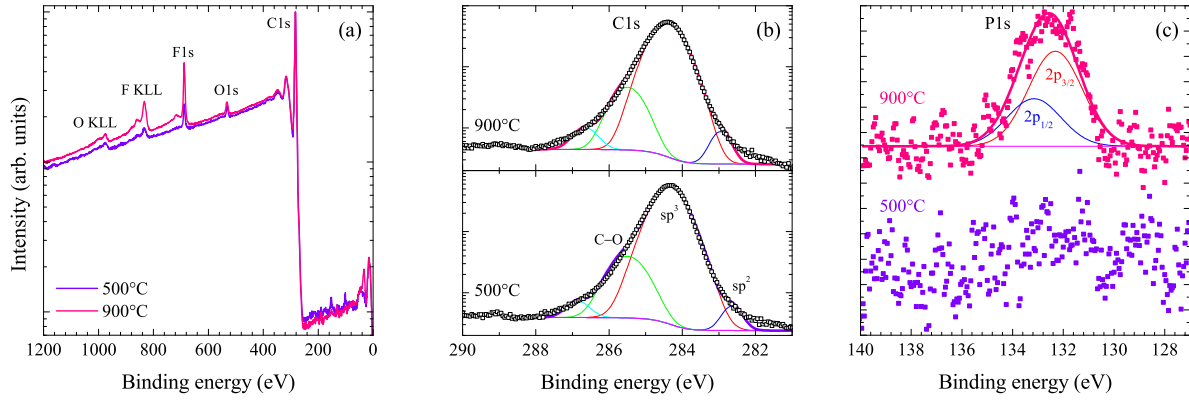 Intensity (arb. units)
(a)
C1s
F1s
F KLL
O1s
O KLL
500°C
900°C
1200 1000 800 600 400 200 0
Binding energy (eV)
C1s
(b)
900°C
sp³
C–O
sp²
500°C
290 288 286 284 282
Binding energy (eV)
P1s
(c)
2p3/2
900°C
2p1/2
500°C
140 138 136 134 132 130 128
Binding energy (eV)